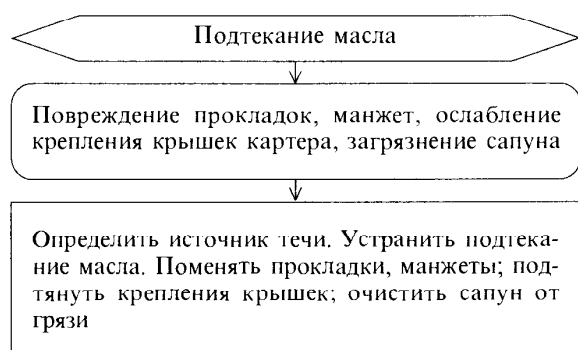 Подтекание масла
Повреждение прокладок, манжет, ослабление
крепления крышек картера, загрязнение сапуна
Определить источник течи. Устранить подтека-
ние масла. Поменять прокладки, манжеты; под-
тянуть крепления крышек; очистить сапун от
грязи